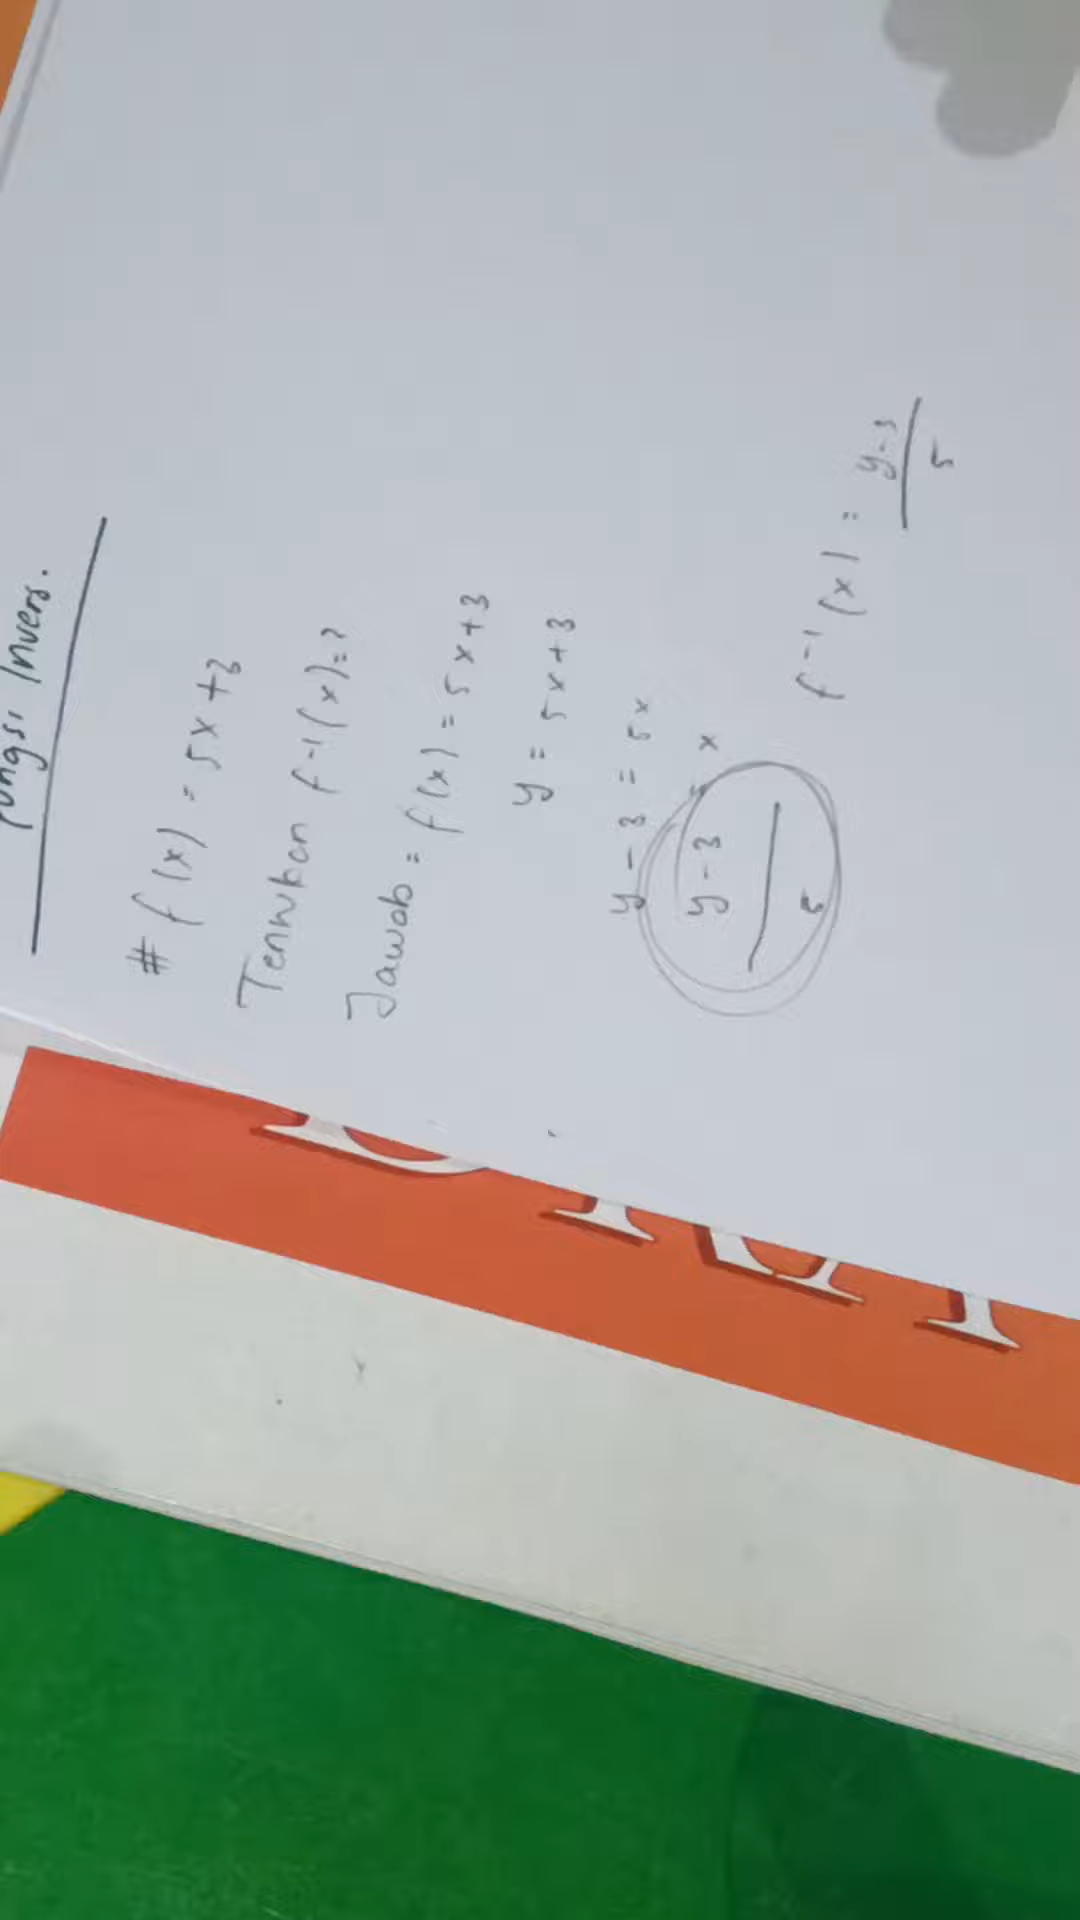 Fungsi Invers.
# f(x) = 5x+3
Tentukan f-1(x)=?
Jawab = f(x) = 5x+3
y = 5x+3
y - 3 = 5x
y - 3 = x
5
f-1(x) = y-3
5